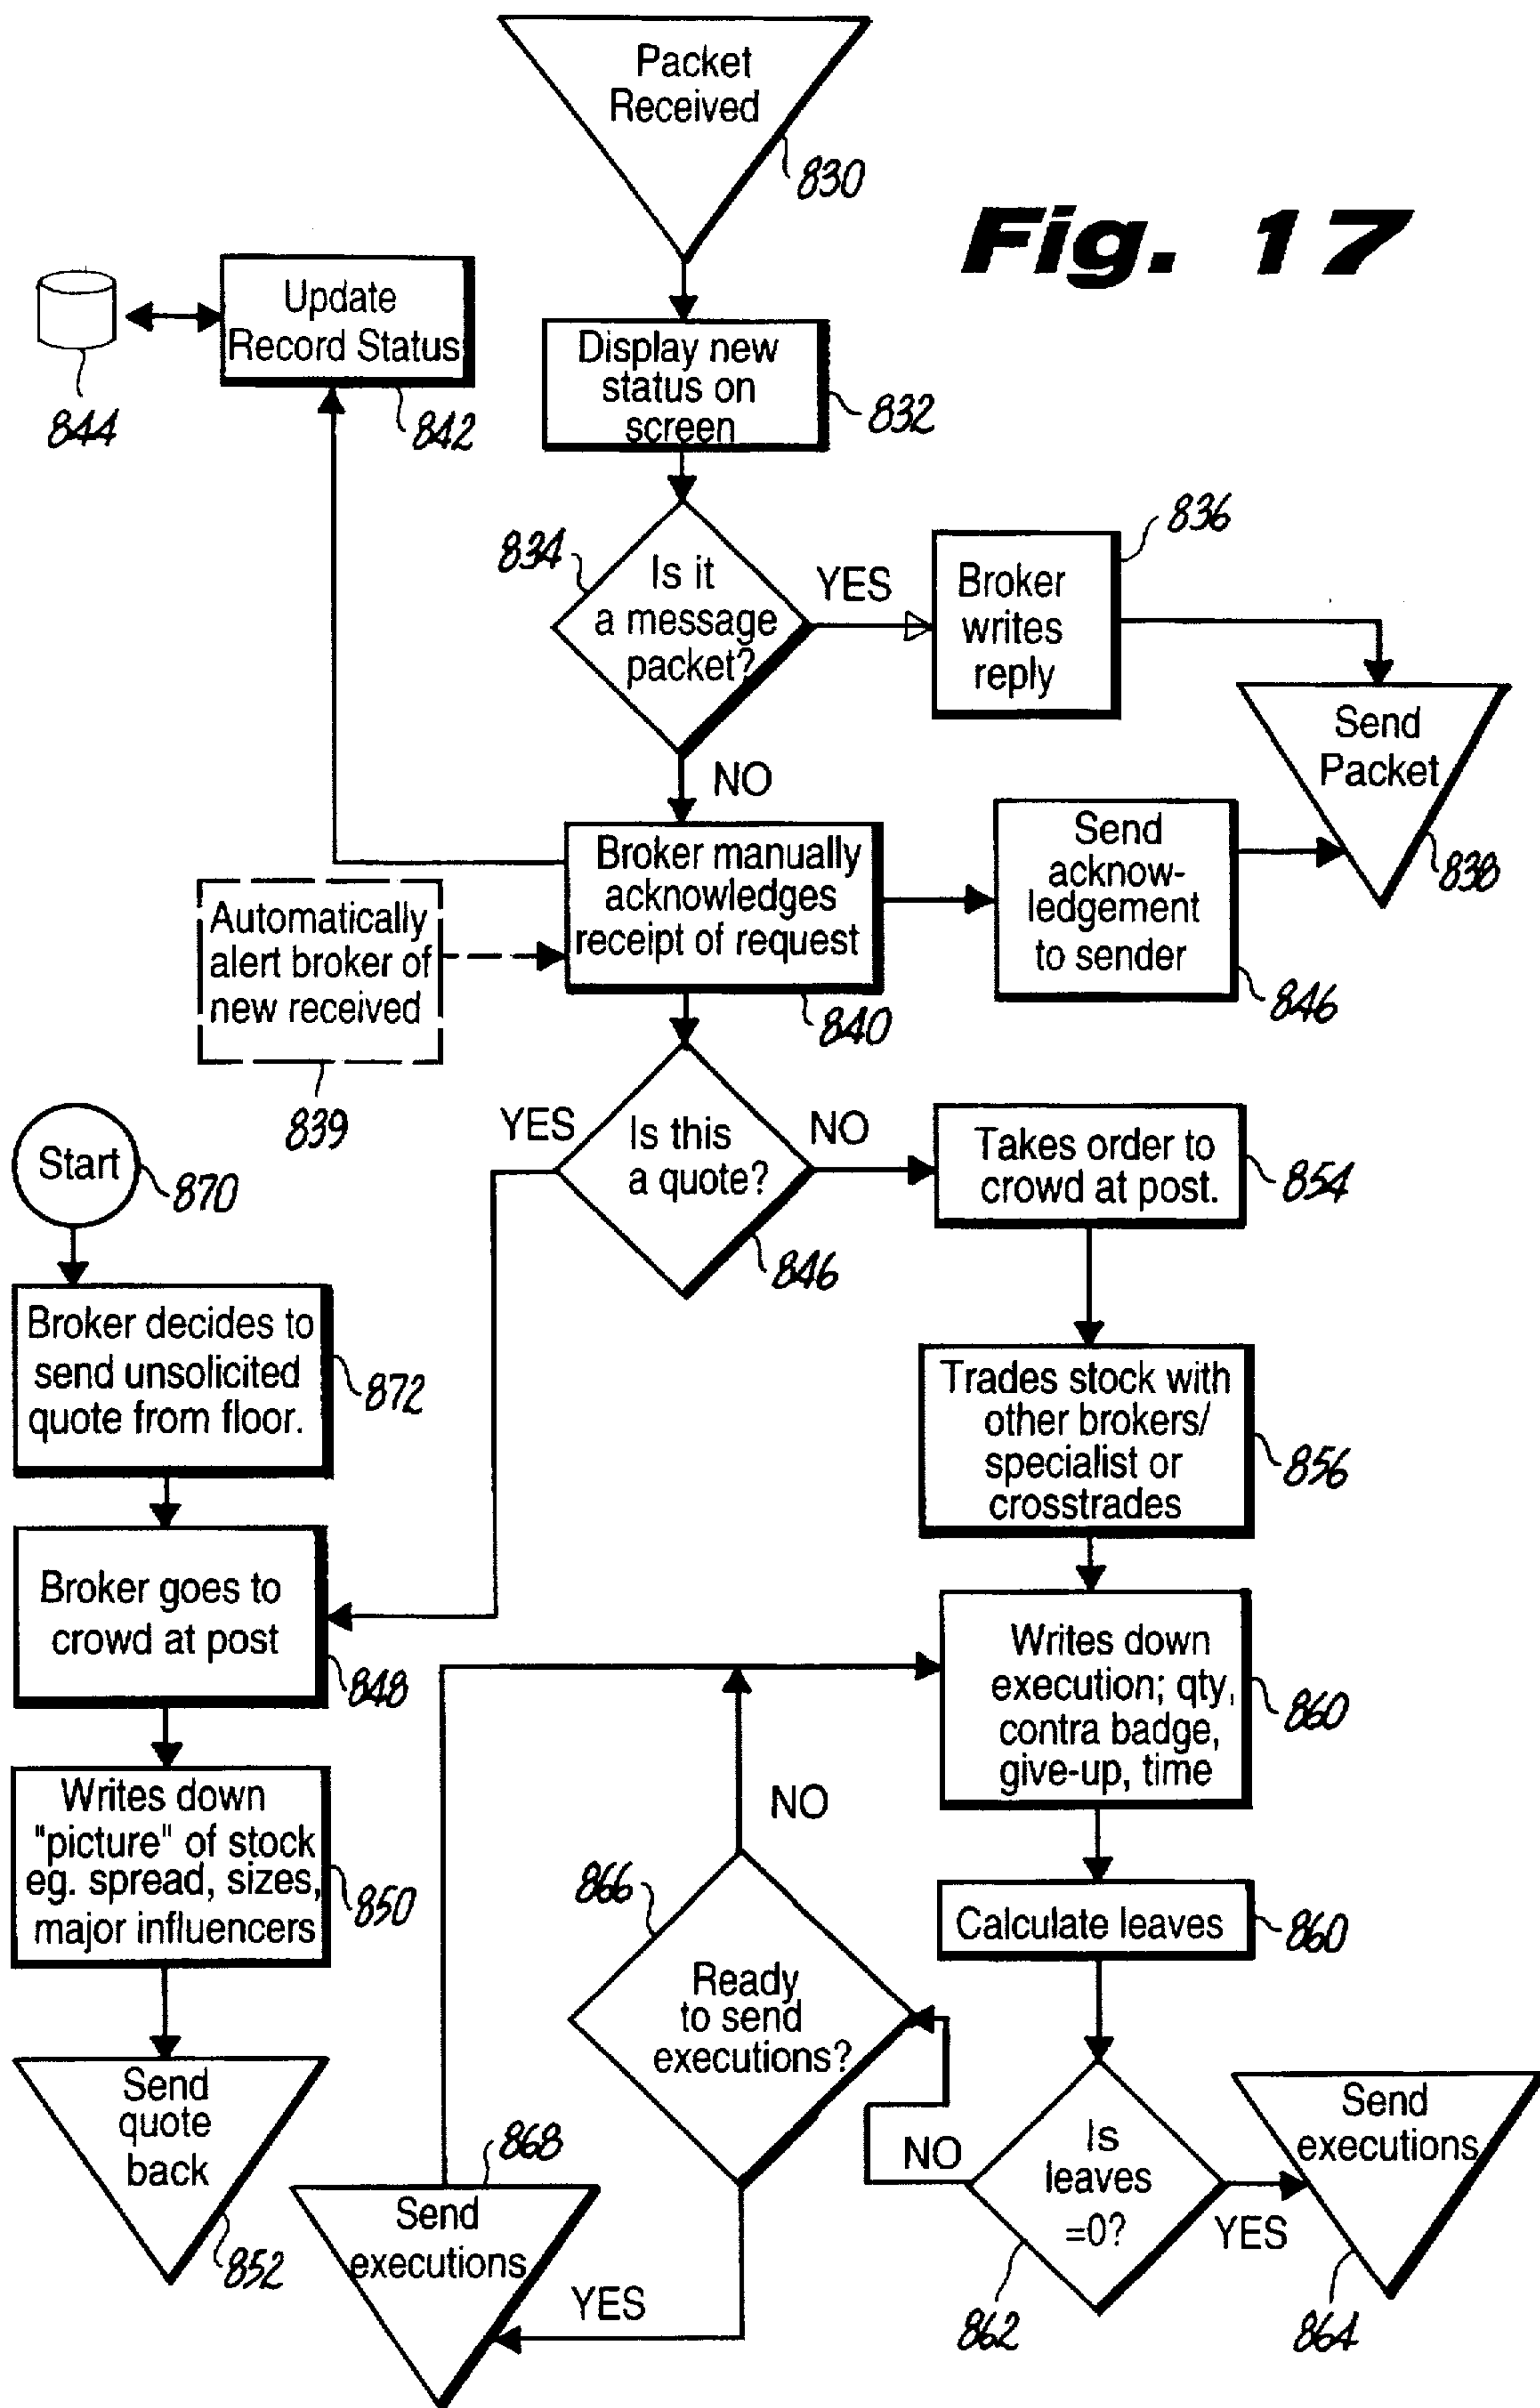 Packet
Received
830
Fig. 17
Update
Record Status
842
844
Display new
status on
screen
832
834
Is it
a message
packet?
YES
NO
Broker
writes
reply
836
Send
Packet
838
Broker manually
acknowledges
receipt of request
840
Send
acknow-
ledgement
to sender
846
Automatically
alert broker of
new received
839
Start
870
YES
Is this
a quote?
NO
846
Takes order to
crowd at post.
854
Broker decides to
send unsolicited
quote from floor.
872
Trades stock with
other brokers/
specialist or
crosstrades
856
Broker goes to
crowd at post
848
Writes down
execution; qty,
contra badge,
give-up, time
860
Writes down
"picture" of stock
eg. spread, sizes,
major influencers
850
NO
866
Ready
to send
executions?
Calculate leaves
860
Send
quote
back
852
868
Send
executions
YES
NO
Is
leaves
=0?
YES
862
Send
executions
864